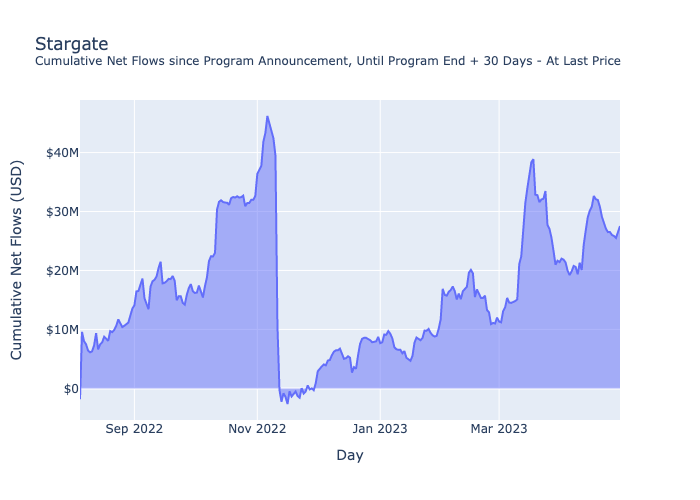 Stargate
Cumulative Net Flows since Program Announcement, Until Program End + 30 Days - At Last Price
Cumulative Net Flows (USD)
$40M
$30M
$20M
$10M
$0
Sep 2022
Nov 2022
Jan 2023
Mar 2023
Day